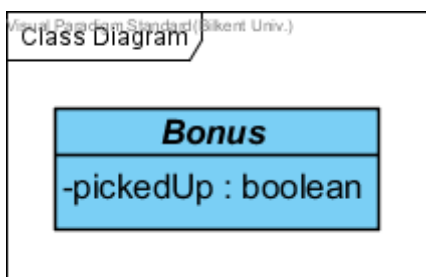 Visual Paradigm Standard(Bilkent Univ.)
Class Diagram
Bonus
-pickedUp : boolean